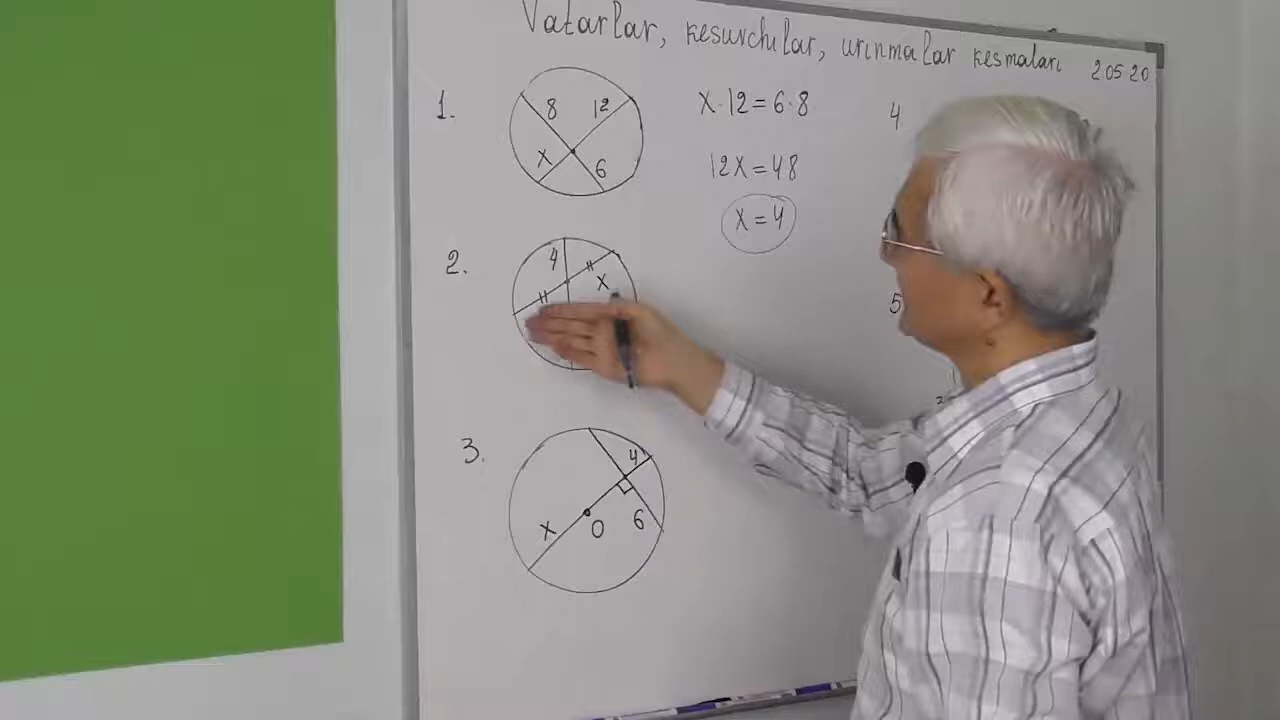 Vatarlar, kesuvchilar, urinmalar kesmalari 2 05 20
1.
8
12
x
6
x·12=6·8
12x=48
x=4
4
2.
4
x
5
3.
4
x
O
6